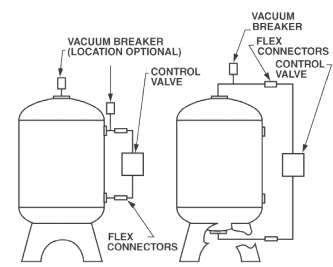 VACUUM BREAKER
(LOCATION OPTIONAL)
CONTROL
VALVE
FLEX
CONNECTORS
VACUUM
BREAKER
FLEX
CONNECTORS
CONTROL
VALVE